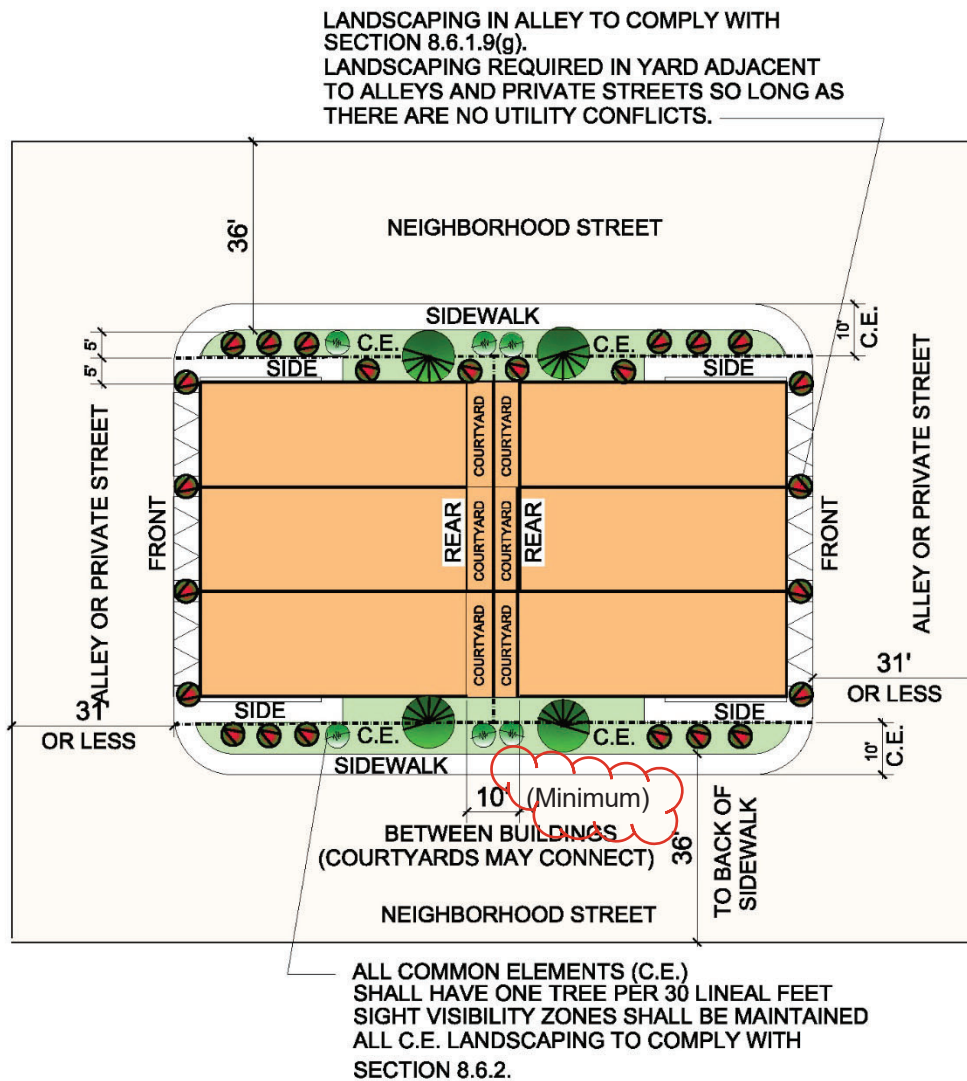 LANDSCAPING IN ALLEY TO COMPLY WITH
SECTION 8.6.1.9(g).
LANDSCAPING REQUIRED IN YARD ADJACENT
TO ALLEYS AND PRIVATE STREETS SO LONG AS
THERE ARE NO UTILITY CONFLICTS.
36'
NEIGHBORHOOD STREET
SIDEWALK
5'
5'
C.E.
C.E.
10'
C.E.
SIDE
SIDE
ALLEY OR PRIVATE STREET
FRONT
COURTYARD
COURTYARD
REAR
COURTYARD
COURTYARD
REAR
COURTYARD
COURTYARD
FRONT
ALLEY OR PRIVATE STREET
31'
OR LESS
31'
OR LESS
SIDE
SIDE
C.E.
C.E.
10'
C.E.
SIDEWALK
10'
(Minimum)
BETWEEN BUILDINGS
(COURTYARDS MAY CONNECT)
36'
TO BACK OF
SIDEWALK
NEIGHBORHOOD STREET
ALL COMMON ELEMENTS (C.E.)
SHALL HAVE ONE TREE PER 30 LINEAL FEET
SIGHT VISIBILITY ZONES SHALL BE MAINTAINED
ALL C.E. LANDSCAPING TO COMPLY WITH
SECTION 8.6.2.